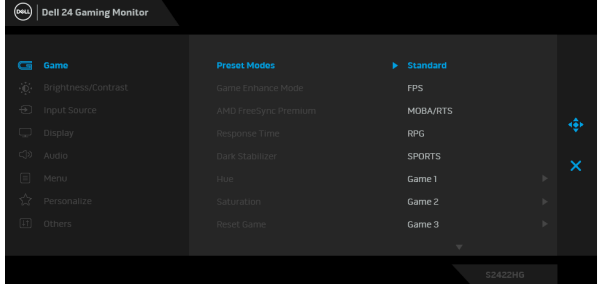 DELL Dell 24 Gaming Monitor
Game Preset Modes Standard
Brightness/Contrast Game Enhance Mode FPS
Input Source AMD FreeSync Premium MOBA/RTS
Display Response Time RPG
Audio Dark Stabilizer SPORTS
Menu Hue Game 1
Personalize Saturation Game 2
Others Reset Game Game 3
S2422HG